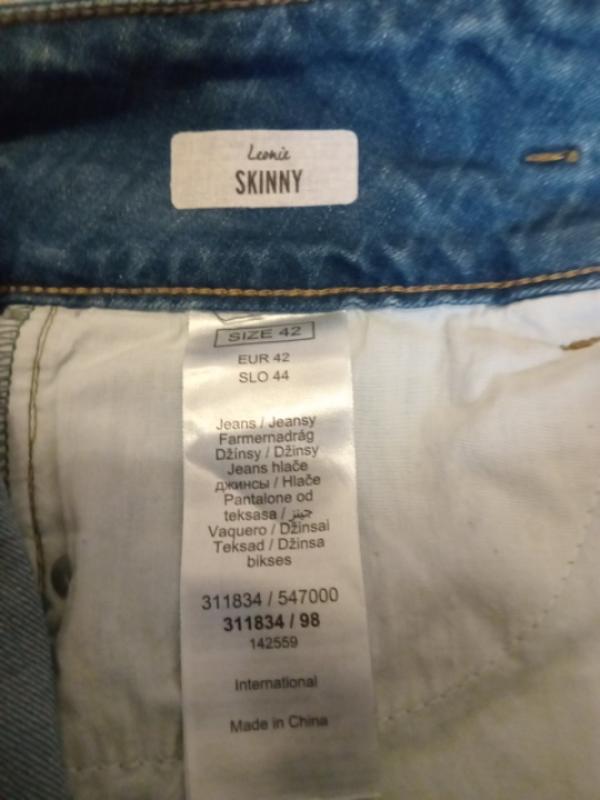 Leonie
SKINNY
SIZE 42
EUR 42
SLO 44
Jeans / Jeansy
Farmernadrág
Džínsy / Džínsy
Jeans hlače
джинсы / Hlače
Pantalone od
teksasa / جينز
Vaquero / Džinsai
Teksad / Džinsa
bikses
311834 / 547000
311834 / 98
142559
International
Made in China